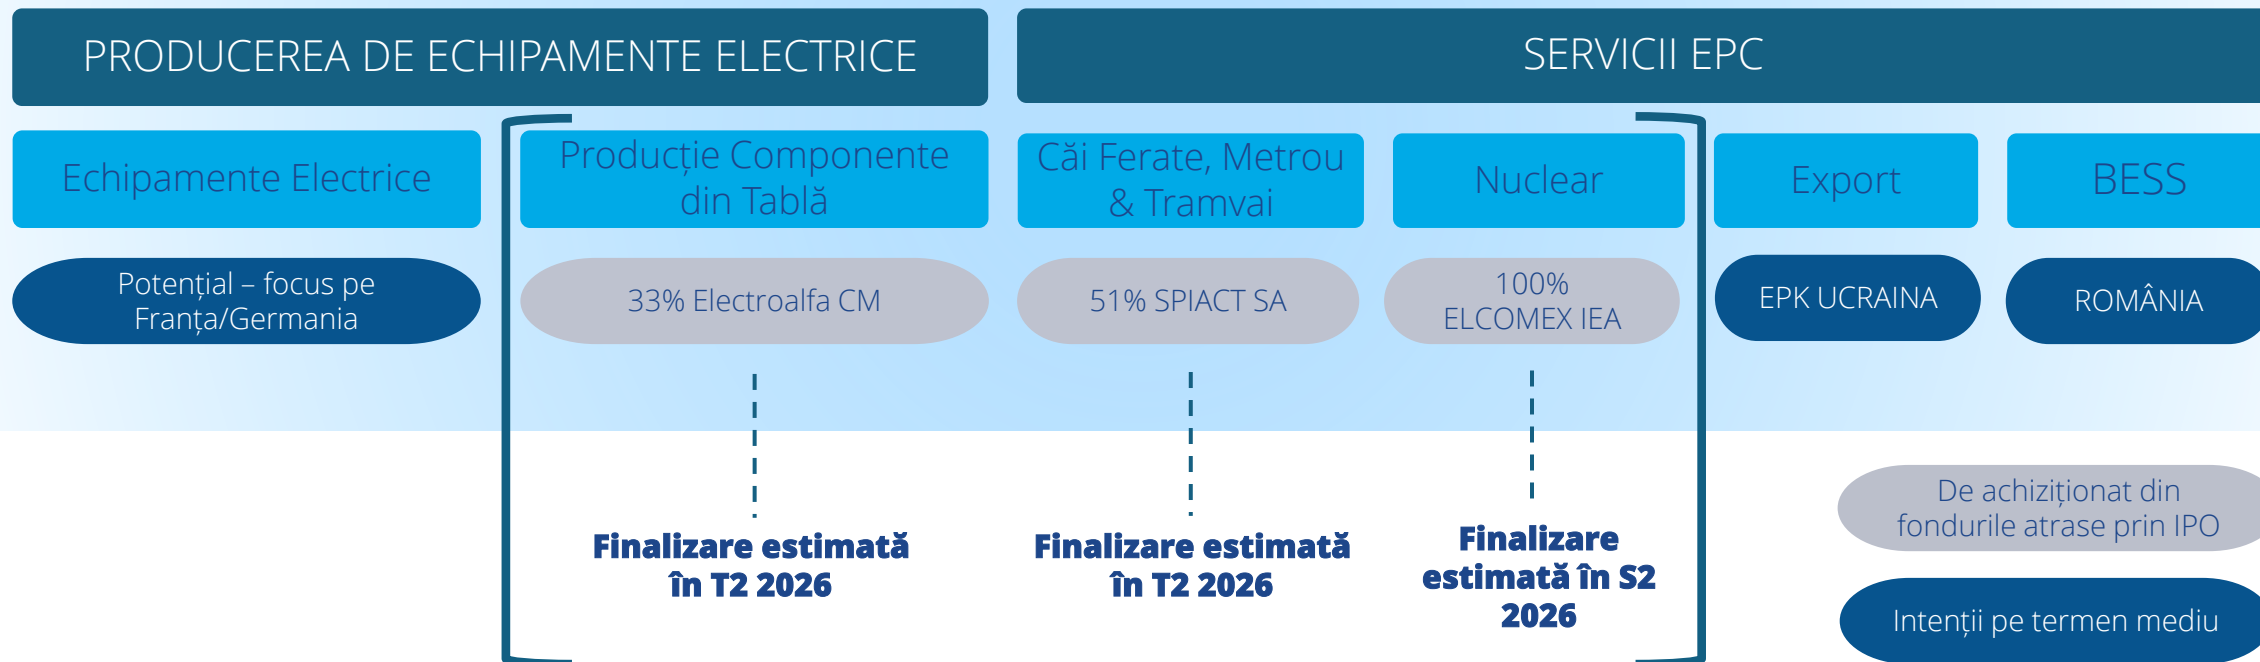 PRODUCEREA DE ECHIPAMENTE ELECTRICE
SERVICII EPC
Echipamente Electrice
Producție Componente
din Tablă
Căi Ferate, Metrou
& Tramvai
Nuclear
Export
BESS
Potențial – focus pe
Franța/Germania
33% Electroalfa CM
51% SPIACT SA
100%
ELCOMEX IEA
EPK UCRAINA
ROMÂNIA
Finalizare estimată
în T2 2026
Finalizare estimată
în T2 2026
Finalizare
estimată în S2
2026
De achiziționat din
fondurile atrase prin IPO
Intenții pe termen mediu